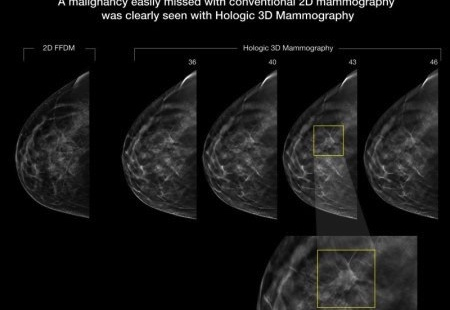 A malignancy easily missed with conventional 2D mammography
was clearly seen with Hologic 3D Mammography
2D FFDM
Hologic 3D Mammography
36
40
43
46